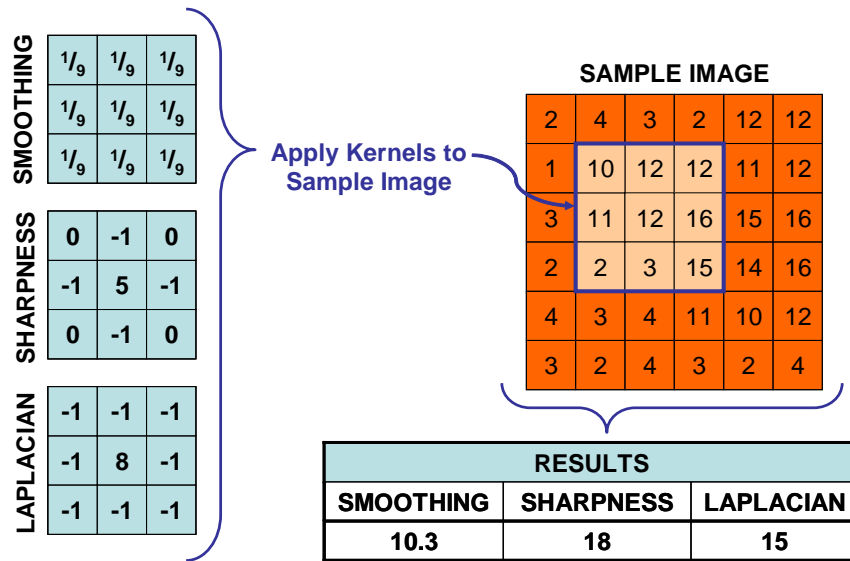 SMOOTHING
1/9 1/9 1/9
1/9 1/9 1/9
1/9 1/9 1/9
SHARPNESS
0 -1 0
-1 5 -1
0 -1 0
LAPLACIAN
-1 -1 -1
-1 8 -1
-1 -1 -1
Apply Kernels to
Sample Image
SAMPLE IMAGE
2 4 3 2 12 12
1 10 12 12 11 12
3 11 12 16 15 16
2 2 3 15 14 16
4 3 4 11 10 12
3 2 4 3 2 4
RESULTS
SMOOTHING SHARPNESS LAPLACIAN
10.3 18 15